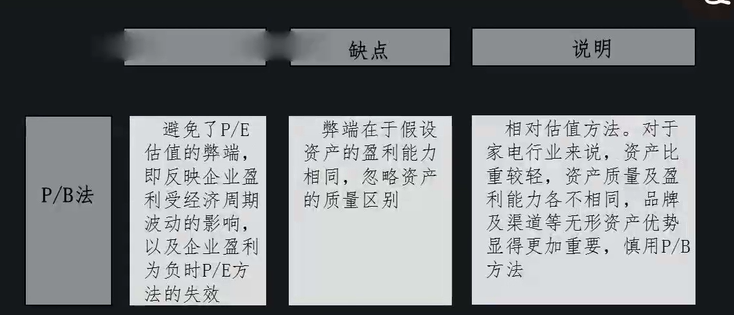 缺点
说明
P/B法
避免了P/E
估值的弊端，
即反映企业盈
利受经济周期
波动的影响，
以及企业盈利
为负时P/E方
法的失效
弊端在于假设
资产的盈利能力
相同，忽略资产
的质量区别
相对估值方法。对于
家电行业来说，资产比
重较轻，资产质量及盈
利能力各不相同，品牌
及渠道等无形资产优势
显得更加重要，慎用P/B
方法